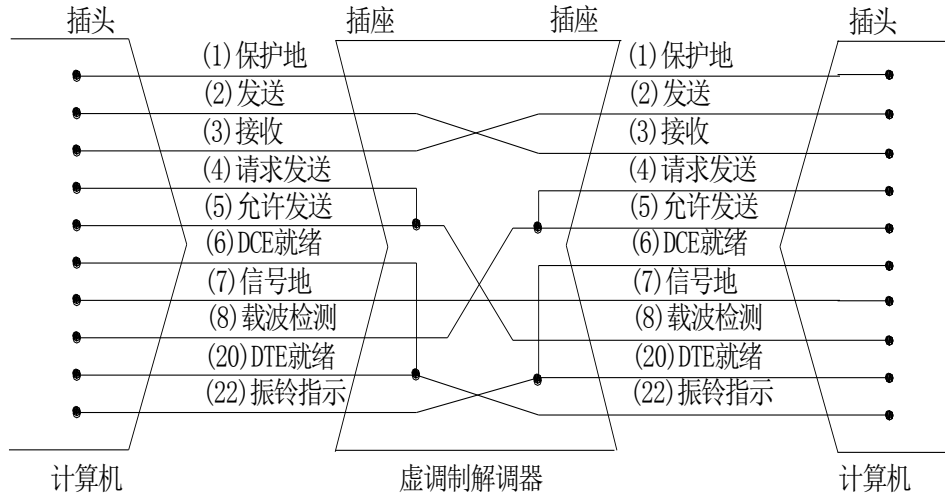 插头 插座 插座 插头
(1)保护地 (1)保护地
(2)发送 (2)发送
(3)接收 (3)接收
(4)请求发送 (4)请求发送
(5)允许发送 (5)允许发送
(6)DCE就绪 (6)DCE就绪
(7)信号地 (7)信号地
(8)载波检测 (8)载波检测
(20)DTE就绪 (20)DTE就绪
(22)振铃指示 (22)振铃指示
计算机 虚调制解调器 计算机